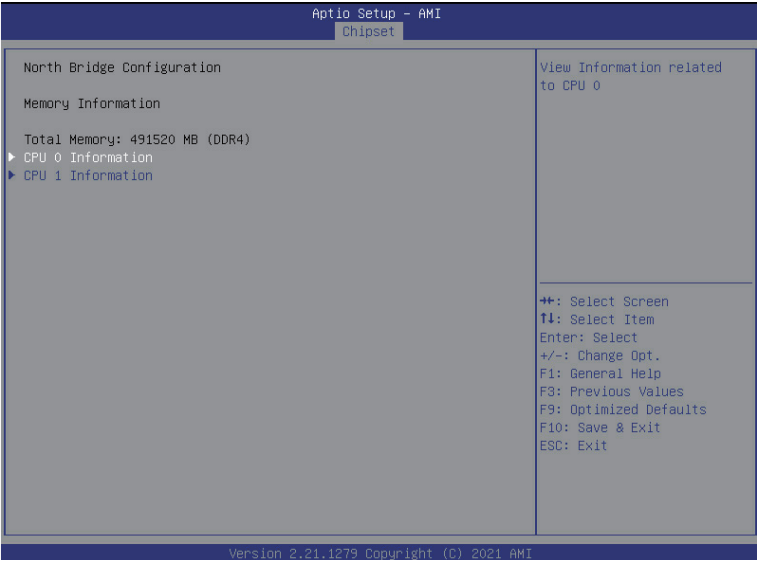 Aptio Setup – AMI
Chipset
North Bridge Configuration
Memory Information
Total Memory: 491520 MB (DDR4)
► CPU 0 Information
► CPU 1 Information
View Information related
to CPU 0
→←: Select Screen
↑↓: Select Item
Enter: Select
+/-: Change Opt.
F1: General Help
F3: Previous Values
F9: Optimized Defaults
F10: Save & Exit
ESC: Exit
Version 2.21.1279 Copyright (C) 2021 AMI